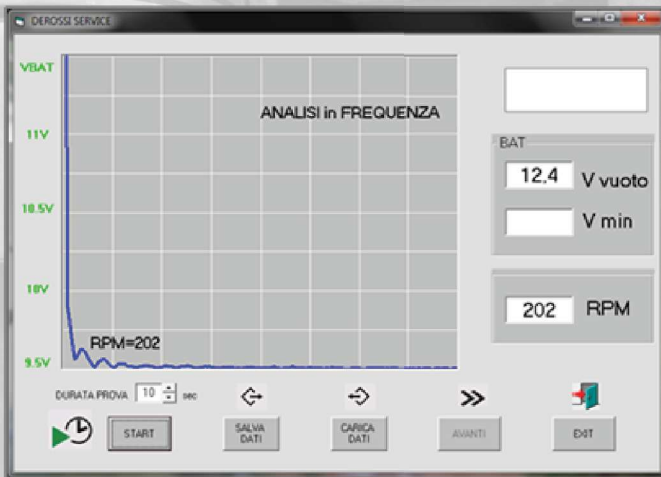 DEROSSI SERVICE
VBAT
ANALISI in FREQUENZA
11V
10.5V
10V
9.5V
RPM=202
BAT
12,4 V vuoto
V min
202 RPM
DURATA PROVA 10 sec
START
SALVA DATI
CARICA DATI
AVANTI
EXIT